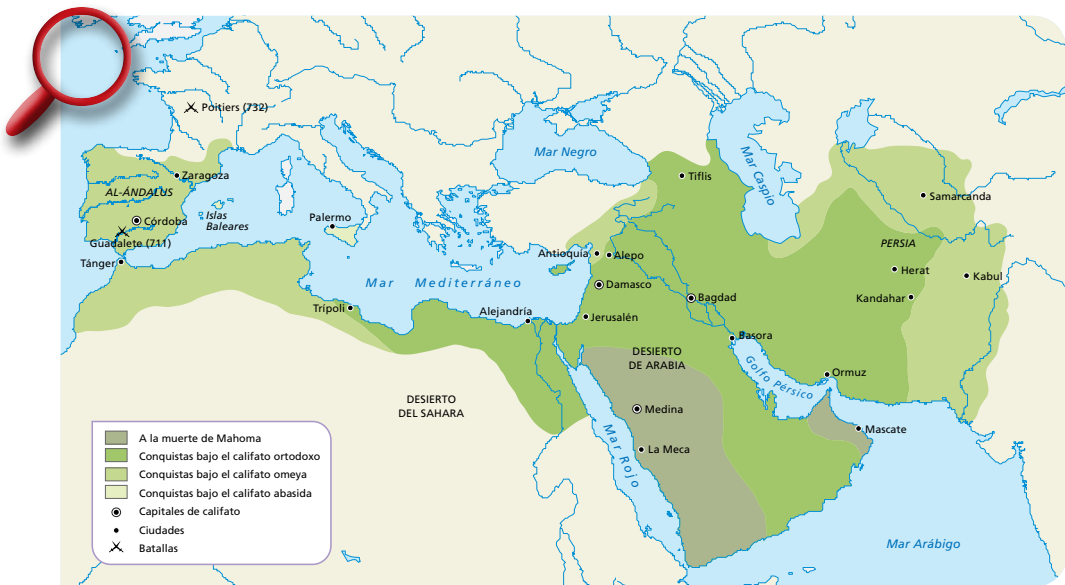 Poitiers (732)
Mar Negro
Mar Caspio
Tiflis
Zaragoza
AL-ÁNDALUS
Samarcanda
Islas
Baleares
Palermo
Córdoba
Guadalete (711)
PERSIA
Antioquía
Alepo
Tánger
Herat
Kabul
Mar Mediterráneo
Damasco
Bagdad
Kandahar
Trípoli
Alejandría
Jerusalén
Basora
DESIERTO
DE ARABIA
Golfo Pérsico
Ormuz
DESIERTO
DEL SAHARA
Medina
Mascate
Mar Rojo
La Meca
Mar Arábigo
A la muerte de Mahoma
Conquistas bajo el califato ortodoxo
Conquistas bajo el califato omeya
Conquistas bajo el califato abasida
Capitales de califato
Ciudades
Batallas